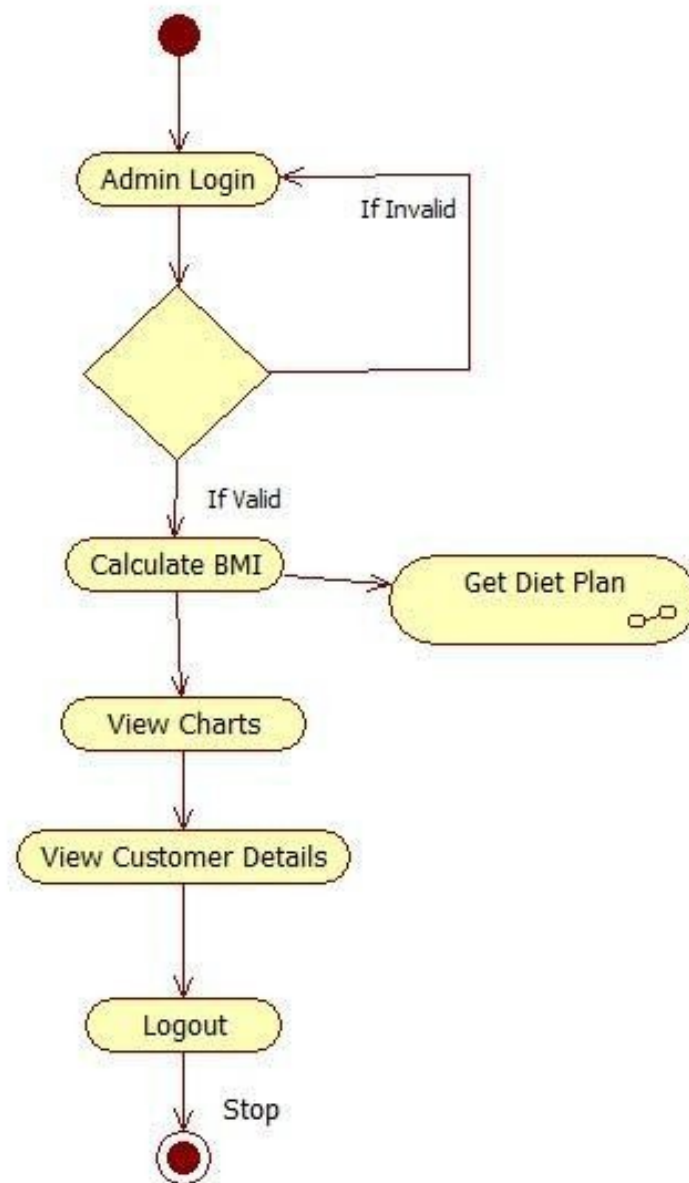 Admin Login
If Invalid
If Valid
Calculate BMI
Get Diet Plan
View Charts
View Customer Details
Logout
Stop